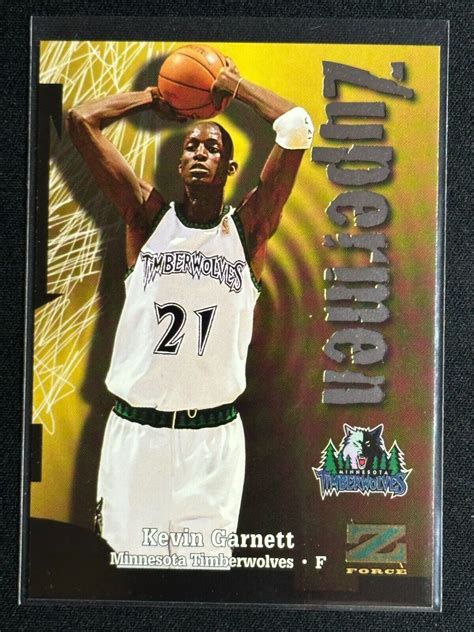 Zupermen
TIMBERWOLVES
21
MINNESOTA
TIMBERWOLVES
Kevin Garnett
Minnesota Timberwolves • F
Z
FORCE